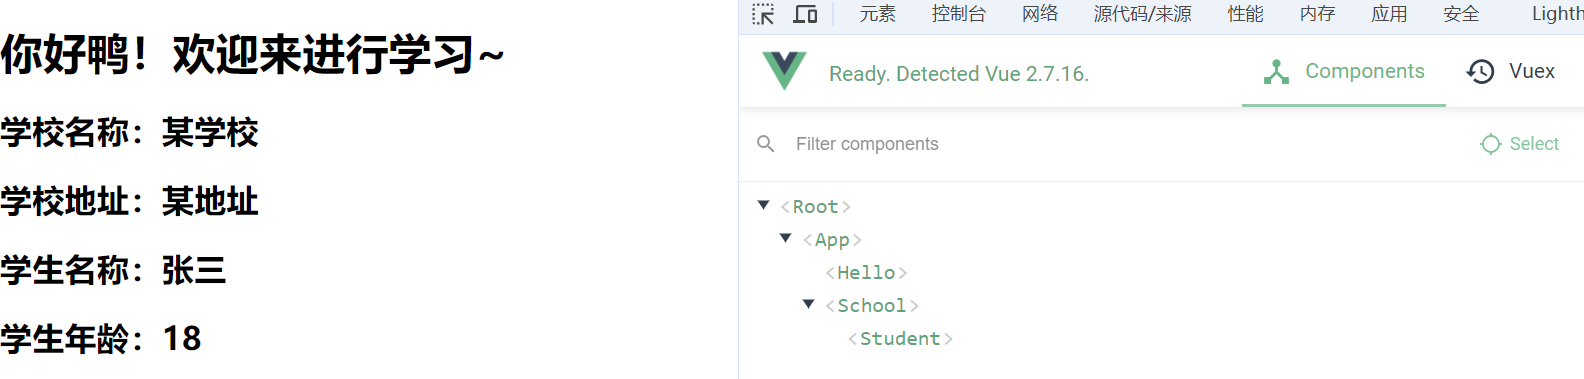 你好鸭！欢迎来进行学习~
学校名称：某学校
学校地址：某地址
学生名称：张三
学生年龄：18
元素 控制台 网络 源代码/来源 性能 内存 应用 安全 Lighth
Ready. Detected Vue 2.7.16.
Components
Vuex
Filter components
Select
<Root>
<App>
<Hello>
<School>
<Student>